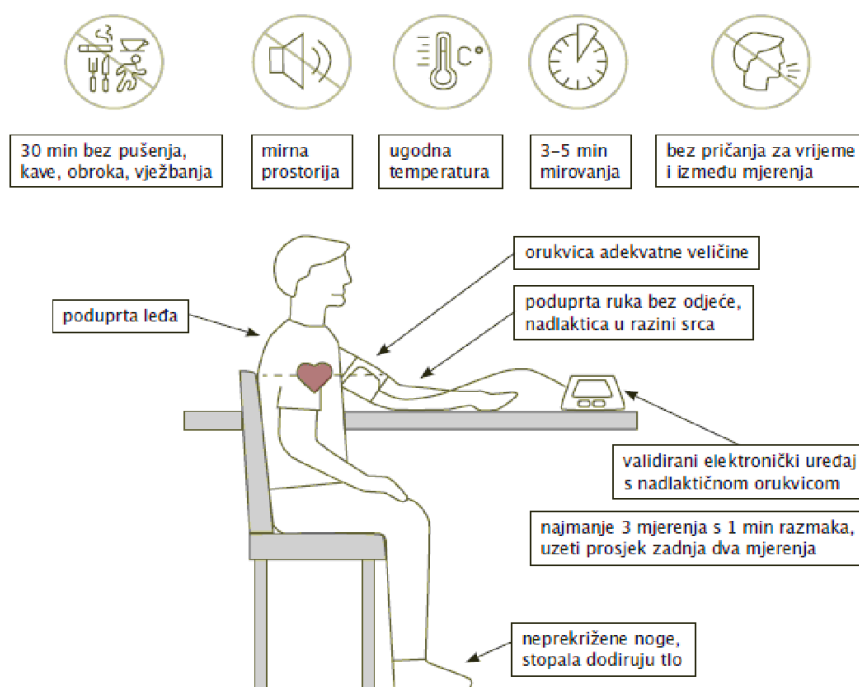 C°
30 min bez pušenja,
kave, obroka, vježbanja
mirna
prostorija
ugodna
temperatura
3–5 min
mirovanja
bez pričanja za vrijeme
i između mjerenja
orukvica adekvatne veličine
poduprta leđa
poduprta ruka bez odjeće,
nadlaktica u razini srca
validirani elektronički uređaj
s nadlaktičnom orukvicom
najmanje 3 mjerenja s 1 min razmaka,
uzeti prosjek zadnja dva mjerenja
neprekrižene noge,
stopala dodiruju tlo